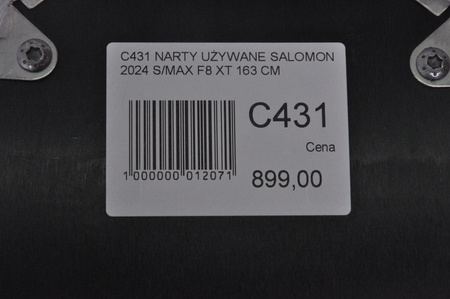 C431 NARTY UŻYWANE SALOMON
2024 S/MAX F8 XT 163 CM
C431
Cena
1 000000 012071
899,00